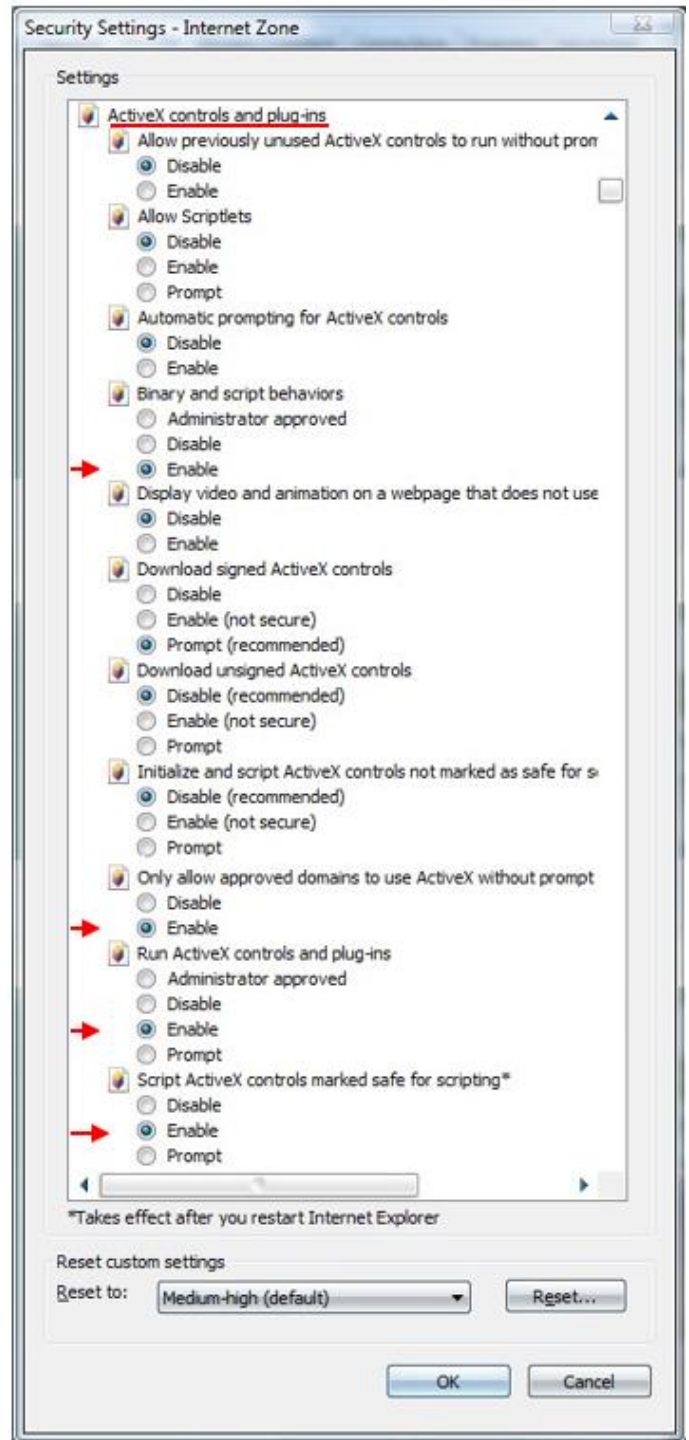 Security Settings - Internet Zone
Settings
ActiveX controls and plug-ins
Allow previously unused ActiveX controls to run without prom
Disable
Enable
Allow Scriptlets
Disable
Enable
Prompt
Automatic prompting for ActiveX controls
Disable
Enable
Binary and script behaviors
Administrator approved
Disable
Enable
Display video and animation on a webpage that does not use
Disable
Enable
Download signed ActiveX controls
Disable
Enable (not secure)
Prompt (recommended)
Download unsigned ActiveX controls
Disable (recommended)
Enable (not secure)
Prompt
Initialize and script ActiveX controls not marked as safe for s
Disable (recommended)
Enable (not secure)
Prompt
Only allow approved domains to use ActiveX without prompt
Disable
Enable
Run ActiveX controls and plug-ins
Administrator approved
Disable
Enable
Prompt
Script ActiveX controls marked safe for scripting*
Disable
Enable
Prompt
*Takes effect after you restart Internet Explorer
Reset custom settings
Reset to: Medium-high (default) Reset...
OK Cancel